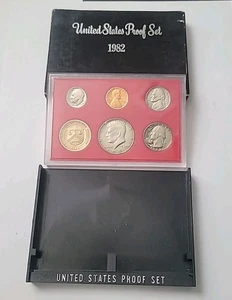 United States Proof Set
1982
UNITED STATES PROOF SET